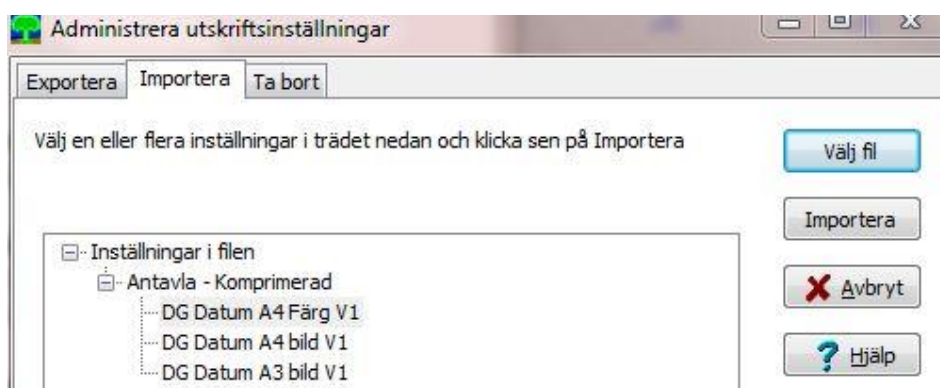 Administrera utskriftsinställningar
Exportera Importera Ta bort
Välj en eller flera inställningar i trädet nedan och klicka sen på Importera
Välj fil
Importera
Inställningar i filen
Antavla - Komprimerad
Avbryt
DG Datum A4 Färg V1
DG Datum A4 bild V1
Hjälp
DG Datum A3 bild V1